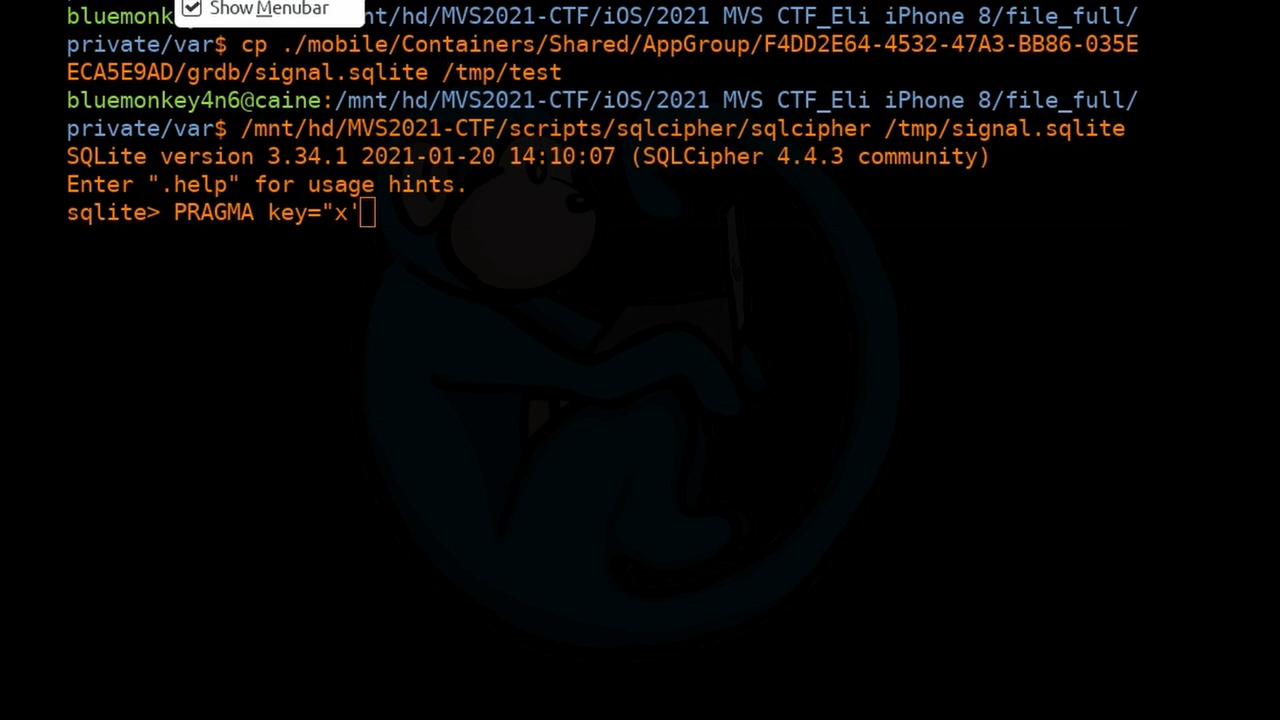 Show Menubar
bluemonk nt/hd/MVS2021-CTF/iOS/2021 MVS CTF_Eli iPhone 8/file_full/
private/var$ cp ./mobile/Containers/Shared/AppGroup/F4DD2E64-4532-47A3-BB86-035E
ECA5E9AD/grdb/signal.sqlite /tmp/test
bluemonkey4n6@caine:/mnt/hd/MVS2021-CTF/iOS/2021 MVS CTF_Eli iPhone 8/file_full/
private/var$ /mnt/hd/MVS2021-CTF/scripts/sqlcipher/sqlcipher /tmp/signal.sqlite
SQLite version 3.34.1 2021-01-20 14:10:07 (SQLCipher 4.4.3 community)
Enter ".help" for usage hints.
sqlite> PRAGMA key="x'